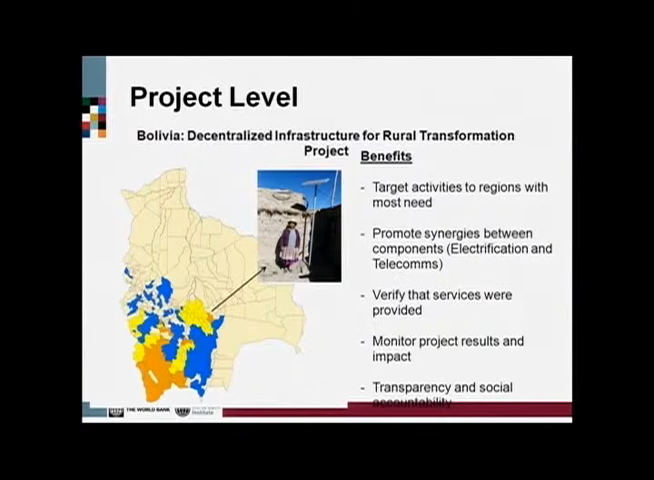 Project Level
Bolivia: Decentralized Infrastructure for Rural Transformation
Project
Benefits
- Target activities to regions with
most need
- Promote synergies between
components (Electrification and
Telecomms)
- Verify that services were
provided
- Monitor project results and
impact
- Transparency and social
accountability
THE WORLD BANK
Institute